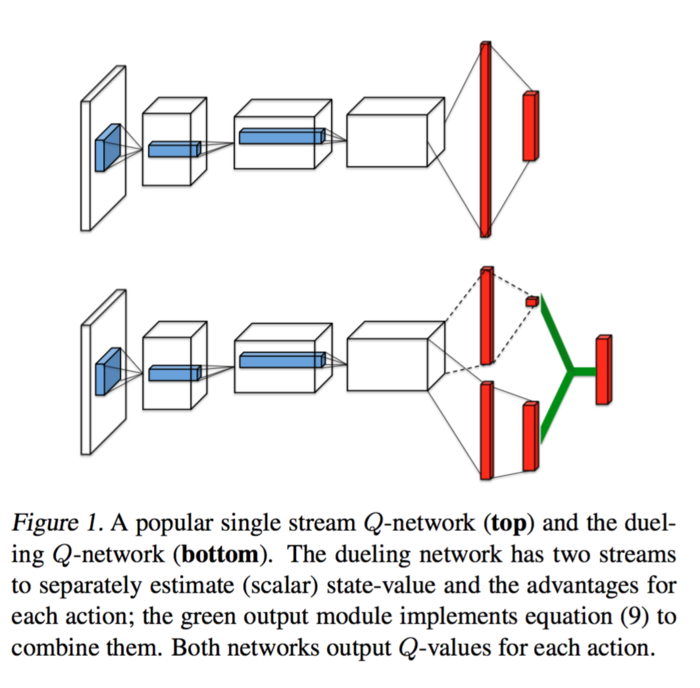 Figure 1. A popular single stream Q-network (top) and the duel-
ing Q-network (bottom). The dueling network has two streams
to separately estimate (scalar) state-value and the advantages for
each action; the green output module implements equation (9) to
combine them. Both networks output Q-values for each action.